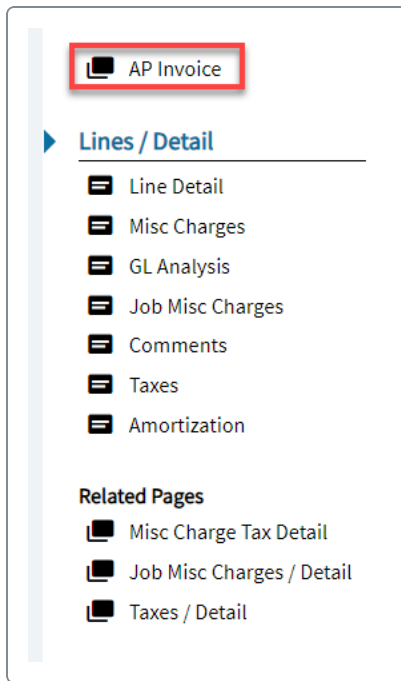 AP Invoice
Lines / Detail
Line Detail
Misc Charges
GL Analysis
Job Misc Charges
Comments
Taxes
Amortization
Related Pages
Misc Charge Tax Detail
Job Misc Charges / Detail
Taxes / Detail